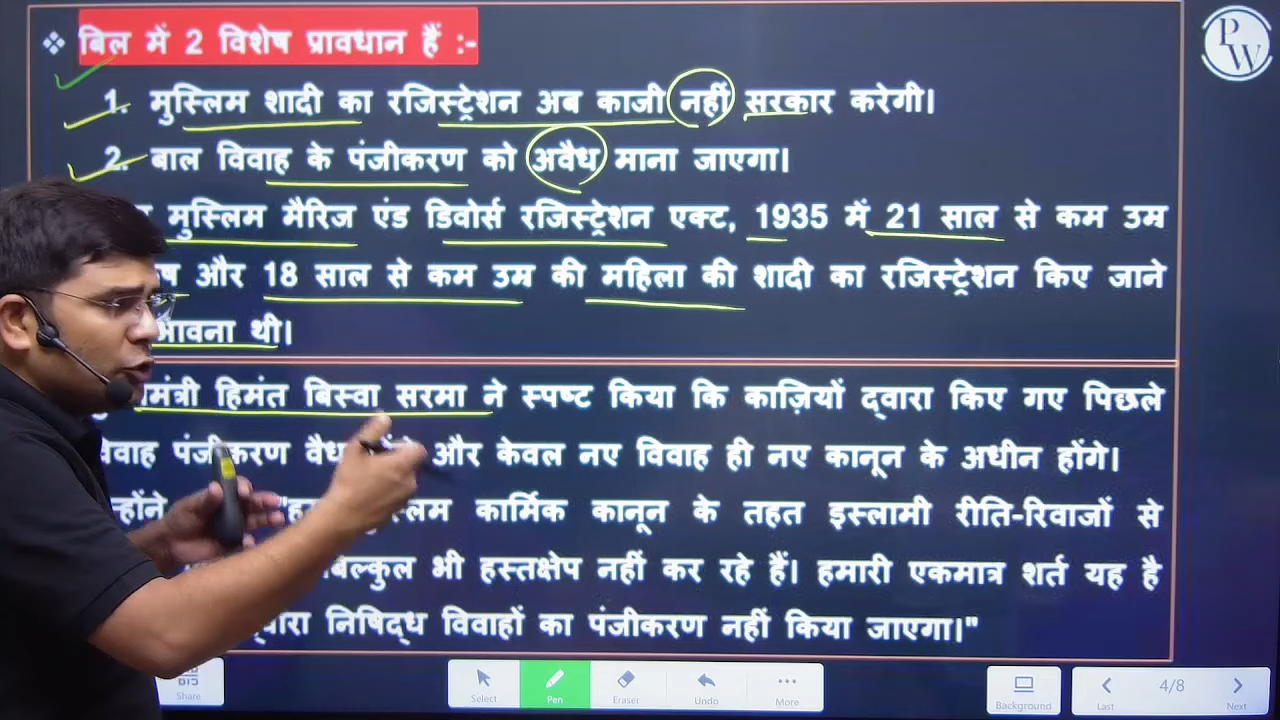 ❖ बिल में 2 विशेष प्रावधान हैं :-
1. मुस्लिम शादी का रजिस्ट्रेशन अब काजी नहीं सरकार करेगी।
2. बाल विवाह के पंजीकरण को अवैध माना जाएगा।
मुस्लिम मैरिज एंड डिवोर्स रजिस्ट्रेशन एक्ट, 1935 में 21 साल से कम उम्र
और 18 साल से कम उम्र की महिला की शादी का रजिस्ट्रेशन किए जाने
थी।
हिमंत बिस्वा सरमा ने स्पष्ट किया कि काज़ियों द्वारा किए गए पिछले
पंजीकरण और केवल नए विवाह ही नए कानून के अधीन होंगे।
कार्मिक कानून के तहत इस्लामी रीति-रिवाजों से
बिल्कुल भी हस्तक्षेप नहीं कर रहे हैं। हमारी एकमात्र शर्त यह है
निषिद्ध विवाहों का पंजीकरण नहीं किया जाएगा।"
PW
Share
Select
Pen
Eraser
Undo
More
Background
Last
4/8
Next